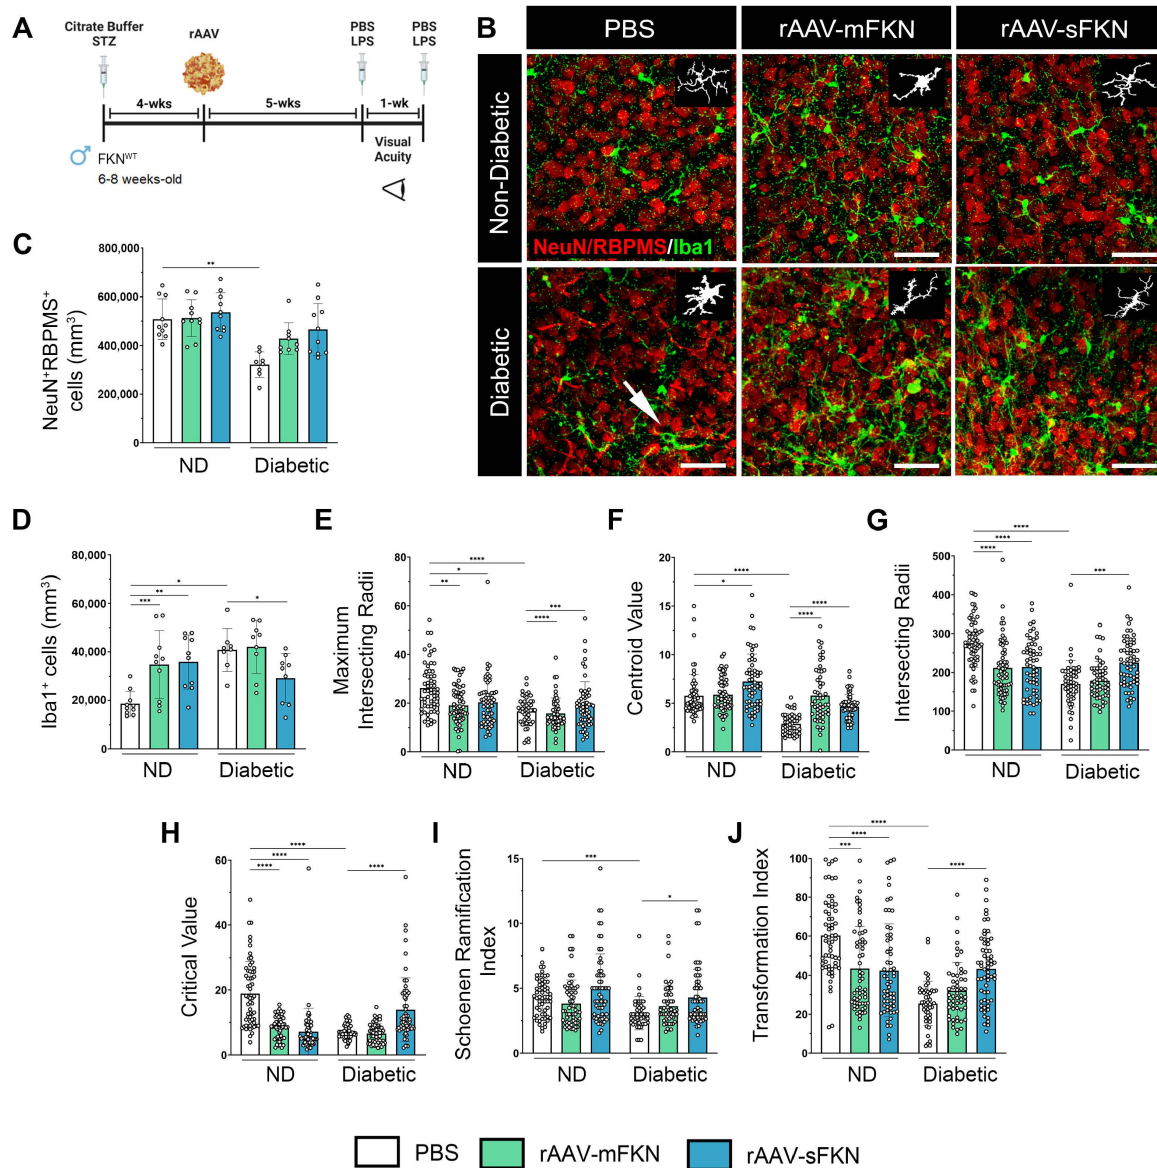 A
Citrate Buffer
STZ
rAAV
PBS
LPS
PBS
LPS
4-wks
5-wks
1-wk
FKNWT
6-8 weeks-old
Visual
Acuity
B
PBS
rAAV-mFKN
rAAV-sFKN
Non-Diabetic
NeuN/RBPMS/Iba1
Diabetic
C
NeuN+RBPMS+
cells (mm3)
800,000
600,000
400,000
200,000
0
**
ND
Diabetic
D
Iba1+ cells (mm3)
80,000
60,000
40,000
20,000
0
*
**
***
*
ND
Diabetic
E
Maximum
Intersecting Radii
80
60
40
20
0
****
*
**
***
****
ND
Diabetic
F
Centroid Value
20
15
10
5
0
****
*
****
****
ND
Diabetic
G
Intersecting Radii
500
400
300
200
100
0
****
****
****
***
ND
Diabetic
H
Critical Value
60
40
20
0
****
****
****
****
ND
Diabetic
I
Schoenen Ramification
Index
15
10
5
0
***
*
ND
Diabetic
J
Transformation Index
100
80
60
40
20
0
****
****
***
****
ND
Diabetic
PBS
rAAV-mFKN
rAAV-sFKN